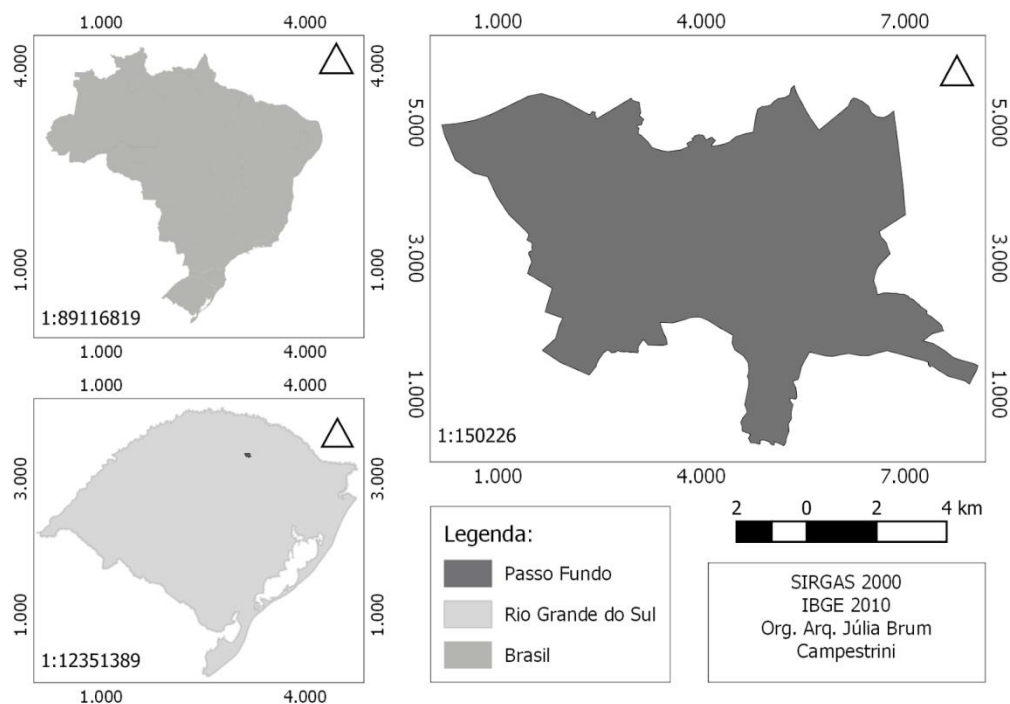 1.000 4.000
4.000 4.000
1.000 1.000
1:89116819
1.000 4.000
1.000 4.000
3.000 3.000
1.000 1.000
1:12351389
1.000 4.000
1.000 4.000 7.000
5.000 5.000
3.000 3.000
1.000 1.000
1:150226
1.000 4.000 7.000
Legenda:
Passo Fundo
Rio Grande do Sul
Brasil
2 0 2 4 km
SIRGAS 2000
IBGE 2010
Org. Arq. Júlia Brum
Campestrini